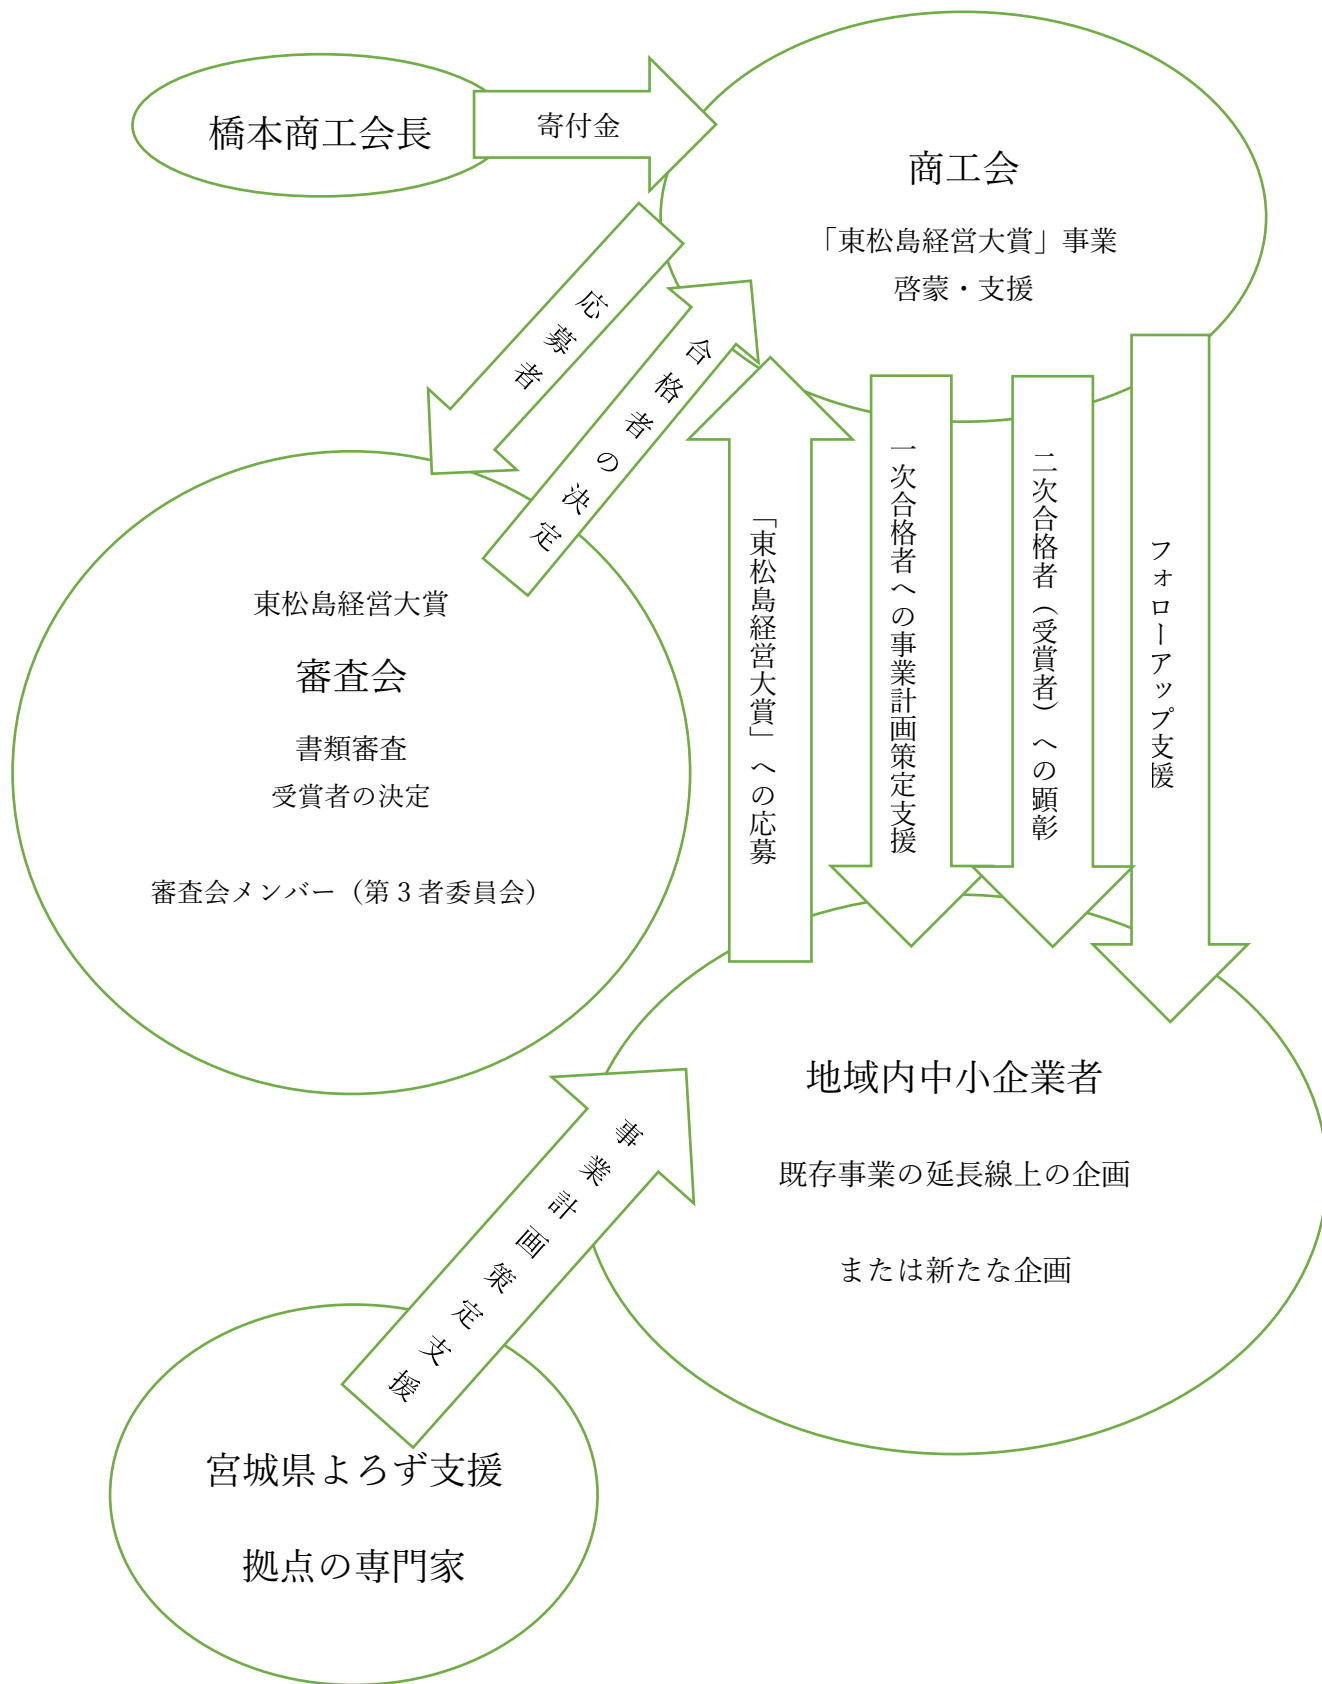 橋本商工会長
寄付金
商工会
「東松島経営大賞」事業
啓蒙・支援
応募者
合格者の決定
「東松島経営大賞」への応募
一次合格者への事業計画策定支援
二次合格者（受賞者）への顕彰
フォローアップ支援
東松島経営大賞
審査会
書類審査
受賞者の決定
審査会メンバー（第３者委員会）
地域内中小企業者
既存事業の延長線上の企画
または新たな企画
事業計画策定支援
宮城県よろず支援
拠点の専門家